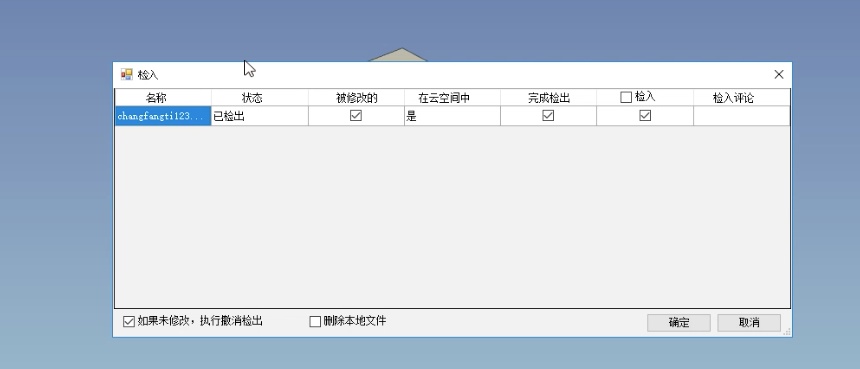 检入
名称 状态 被修改的 在云空间中 完成检出 检入 检入评论
changfangti123... 已检出 是
如果未修改，执行撤消检出 删除本地文件 确定 取消